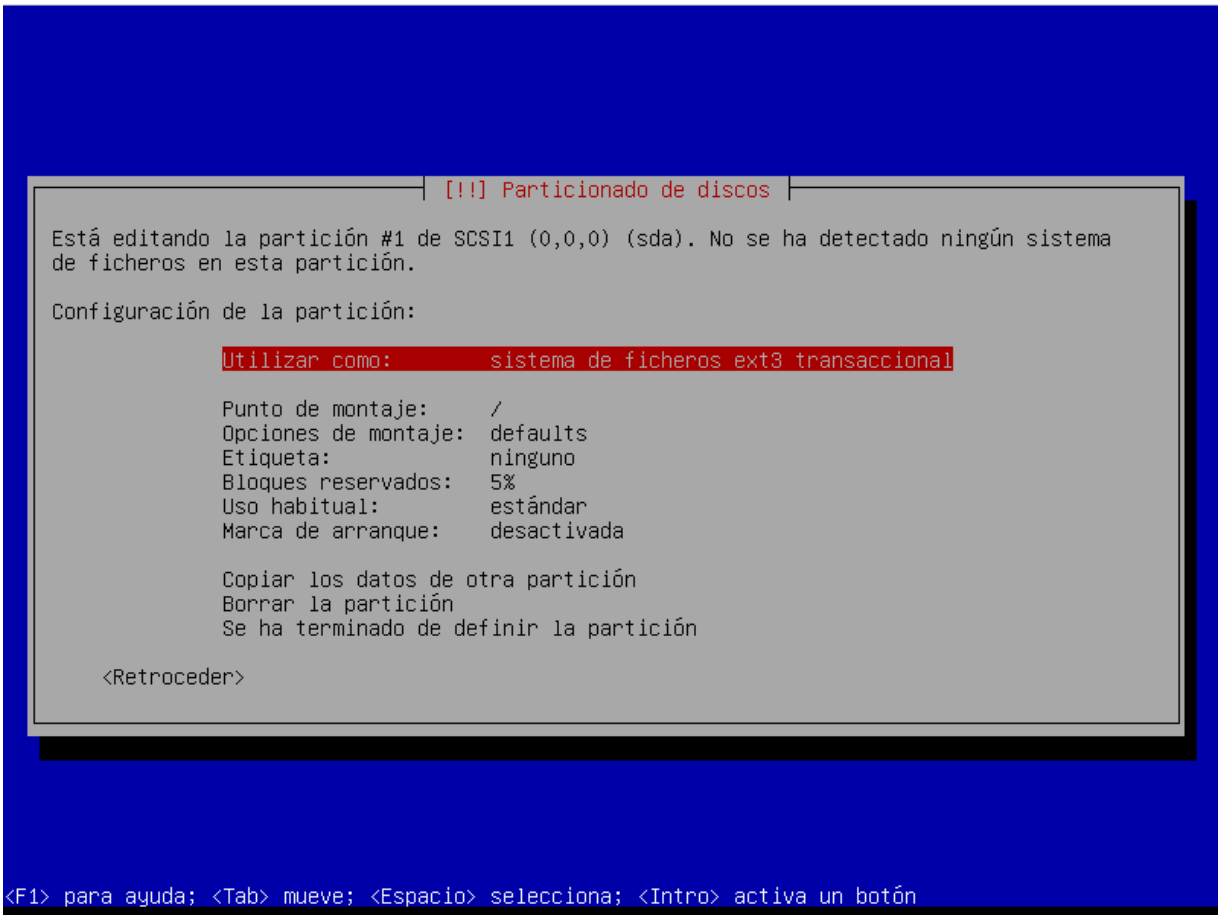 [!!] Particionado de discos
Está editando la partición #1 de SCSI1 (0,0,0) (sda). No se ha detectado ningún sistema
de ficheros en esta partición.
Configuración de la partición:
Utilizar como: sistema de ficheros ext3 transaccional
Punto de montaje: /
Opciones de montaje: defaults
Etiqueta: ninguno
Bloques reservados: 5%
Uso habitual: estándar
Marca de arranque: desactivada
Copiar los datos de otra partición
Borrar la partición
Se ha terminado de definir la partición
<Retroceder>
<F1> para ayuda; <Tab> mueve; <Espacio> selecciona; <Intro> activa un botón